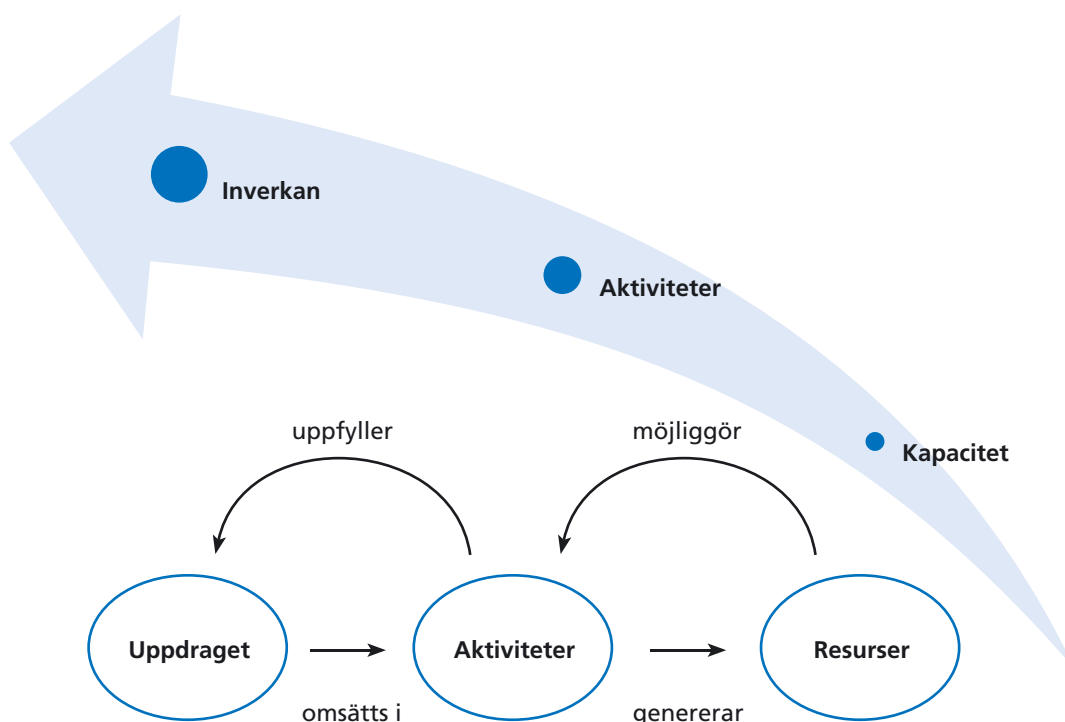 Inverkan
Aktiviteter
Kapacitet
uppfyller
möjliggör
Uppdraget
Aktiviteter
Resurser
omsätts i
genererar